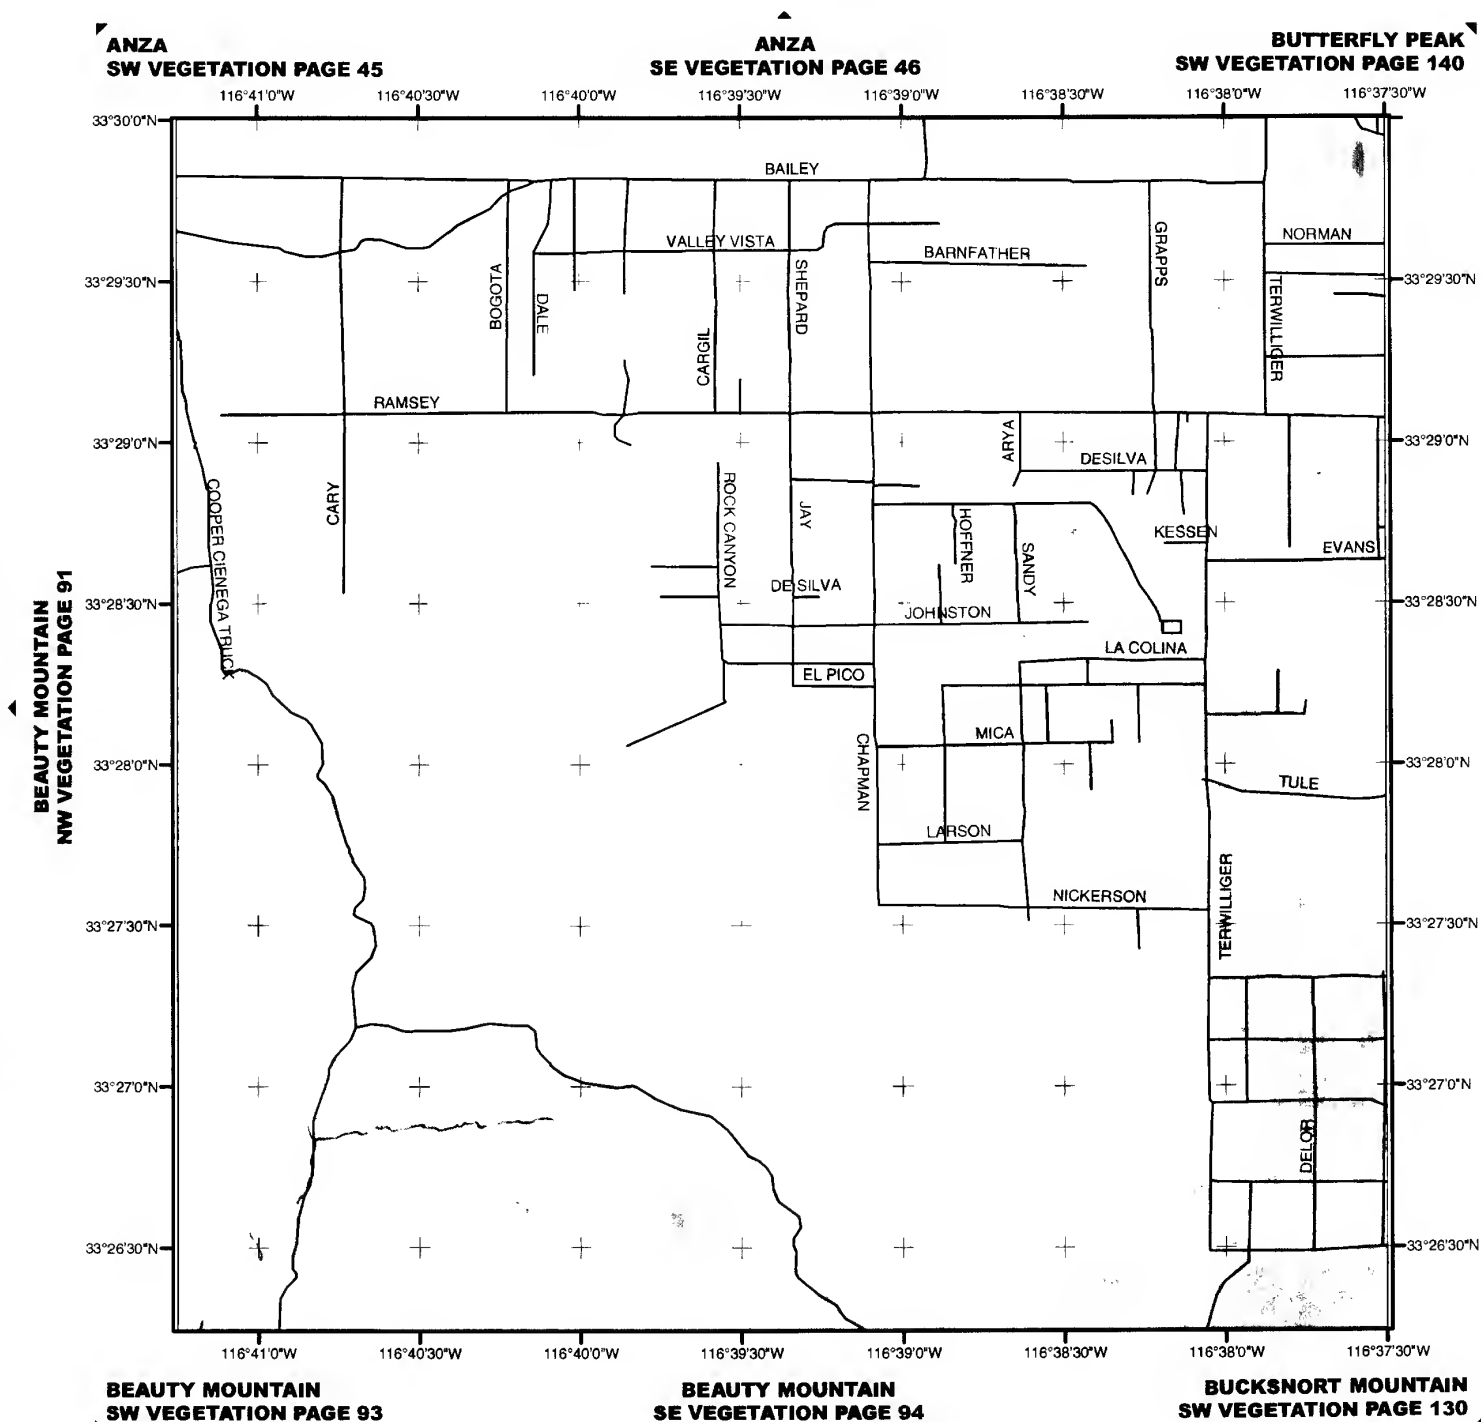 ANZA
SW VEGETATION PAGE 45
ANZA
SE VEGETATION PAGE 46
BUTTERFLY PEAK
SW VEGETATION PAGE 140
116°41'0"W
116°40'30"W
116°40'0"W
116°39'30"W
116°39'0"W
116°38'30"W
116°38'0"W
116°37'30"W
33°30'0"N
BAILEY
VALLEY VISTA
BARNFATHER
GRAPPS
NORMAN
33°29'30"N
BOGOTA
DALE
CARGIL
SHEPARD
TERWILLIGER
33°29'30"N
RAMSEY
33°29'0"N
ARYA
DESILVA
33°29'0"N
COOPER CIENEGA TRUCK
CARY
ROCK CANYON
JAY
HOFFNER
SANDY
KESSEN
EVANS
DE SILVA
33°28'30"N
JOHNSTON
33°28'30"N
LA COLINA
EL PICO
BEAUTY MOUNTAIN
NW VEGETATION PAGE 91
CHAPMAN
MICA
33°28'0"N
33°28'0"N
TULE
LARSON
NICKERSON
TERWILLIGER
33°27'30"N
33°27'30"N
33°27'0"N
33°27'0"N
DELOR
33°26'30"N
33°26'30"N
116°41'0"W
116°40'30"W
116°40'0"W
116°39'30"W
116°39'0"W
116°38'30"W
116°38'0"W
116°37'30"W
BEAUTY MOUNTAIN
SW VEGETATION PAGE 93
BEAUTY MOUNTAIN
SE VEGETATION PAGE 94
BUCKSNORT MOUNTAIN
SW VEGETATION PAGE 130